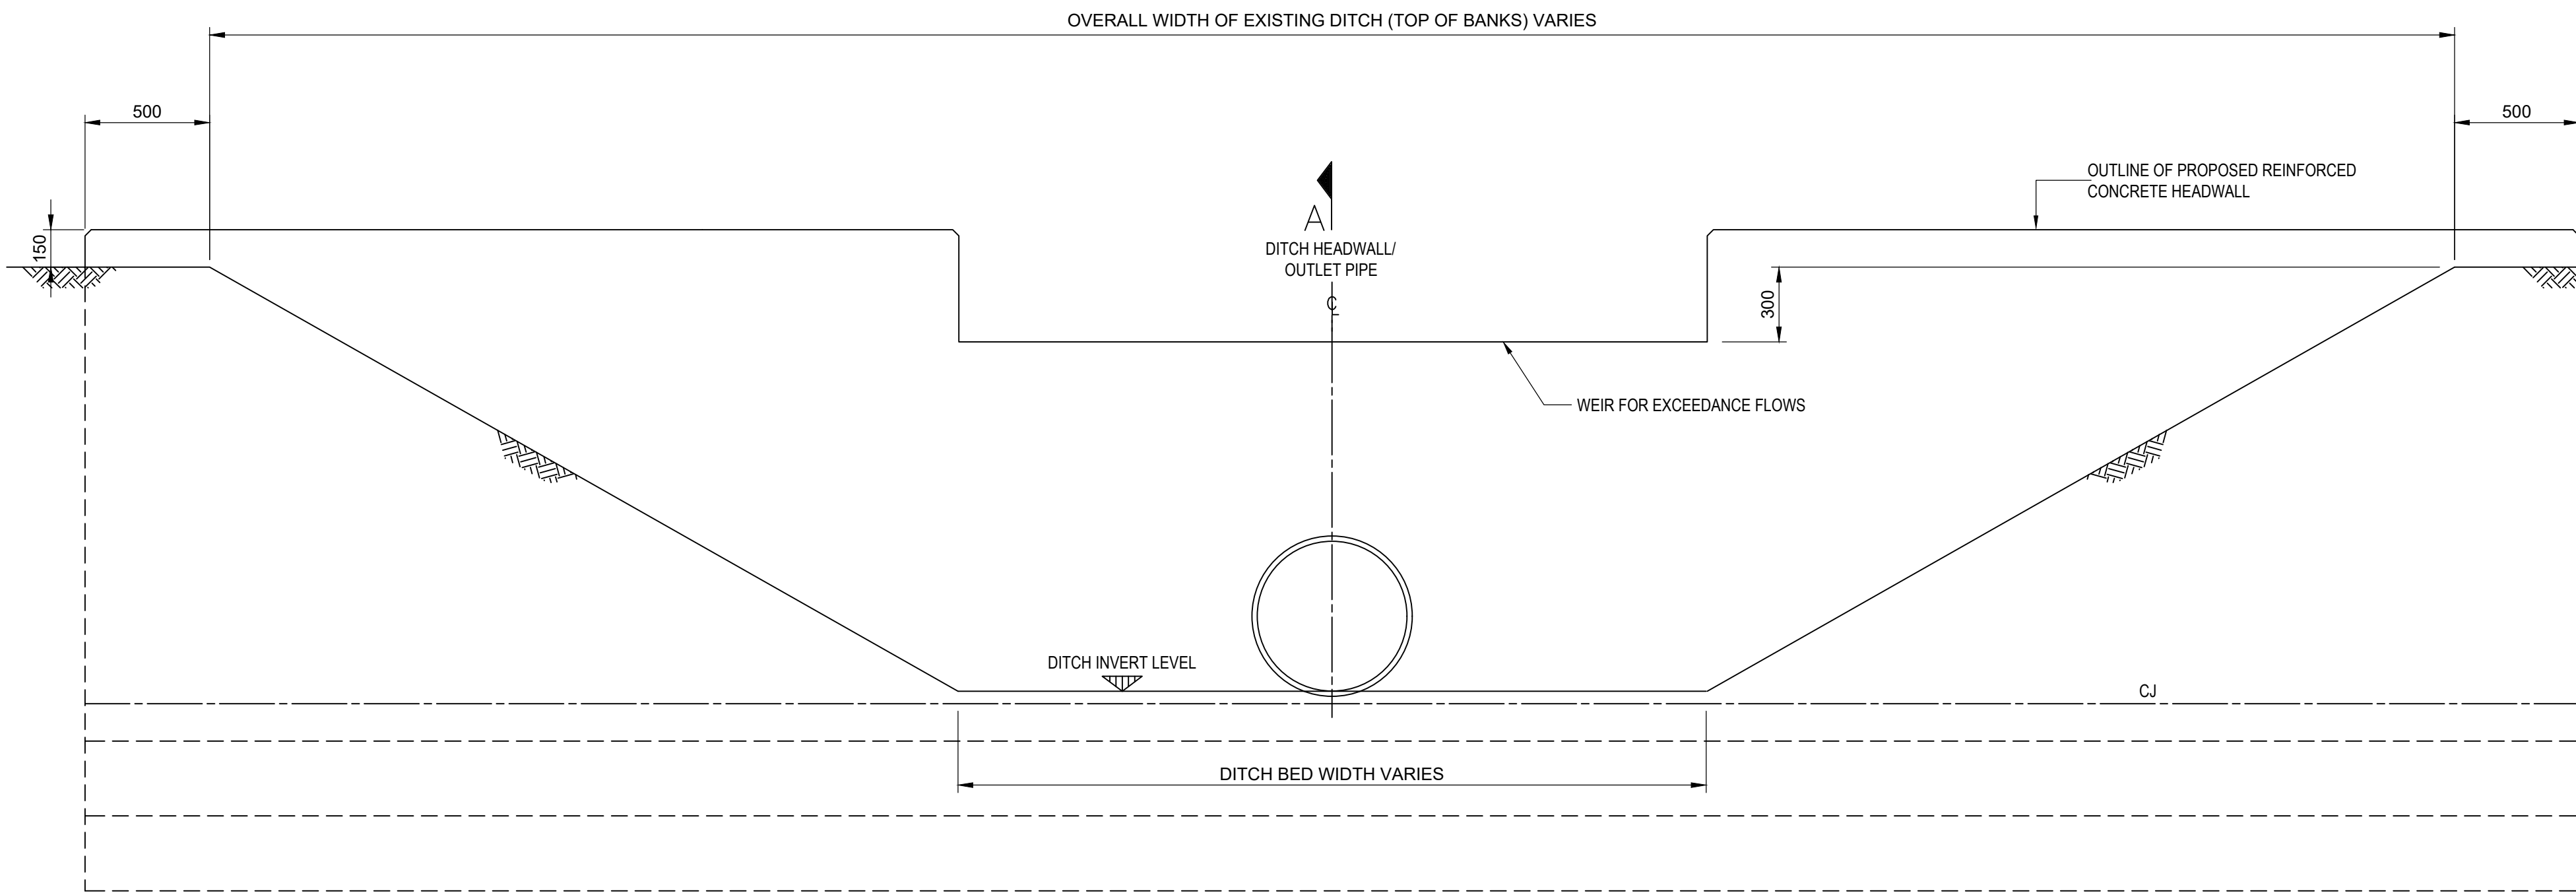 OVERALL WIDTH OF EXISTING DITCH (TOP OF BANKS) VARIES
500
500
OUTLINE OF PROPOSED REINFORCED
CONCRETE HEADWALL
150
A
DITCH HEADWALL/
OUTLET PIPE
℄
300
WEIR FOR EXCEEDANCE FLOWS
DITCH INVERT LEVEL
CJ
DITCH BED WIDTH VARIES